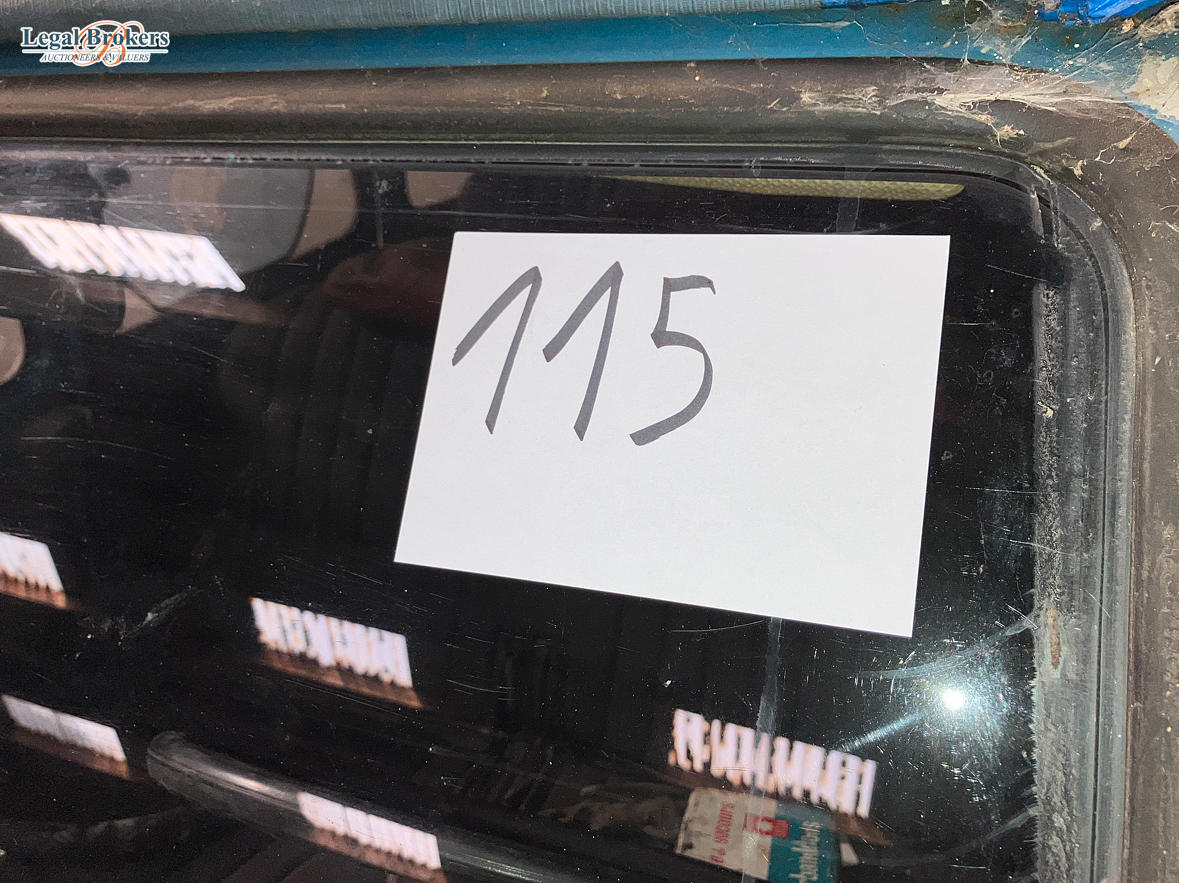 Legal Brokers
AUCTIONEERS & VALUERS
115